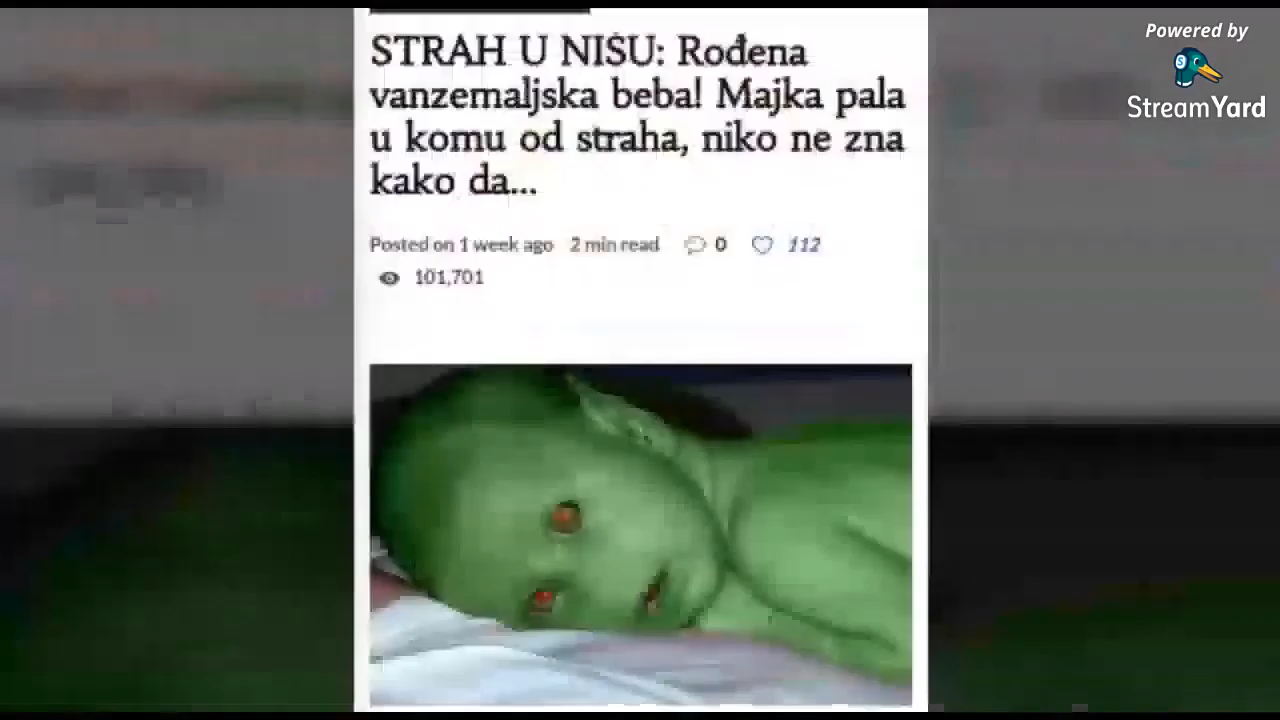 Powered by
StreamYard
STRAH U NIŠU: Rođena
vanzemaljska beba! Majka pala
u komu od straha, niko ne zna
kako da...
Posted on 1 week ago 2 min read 0 112
101,701